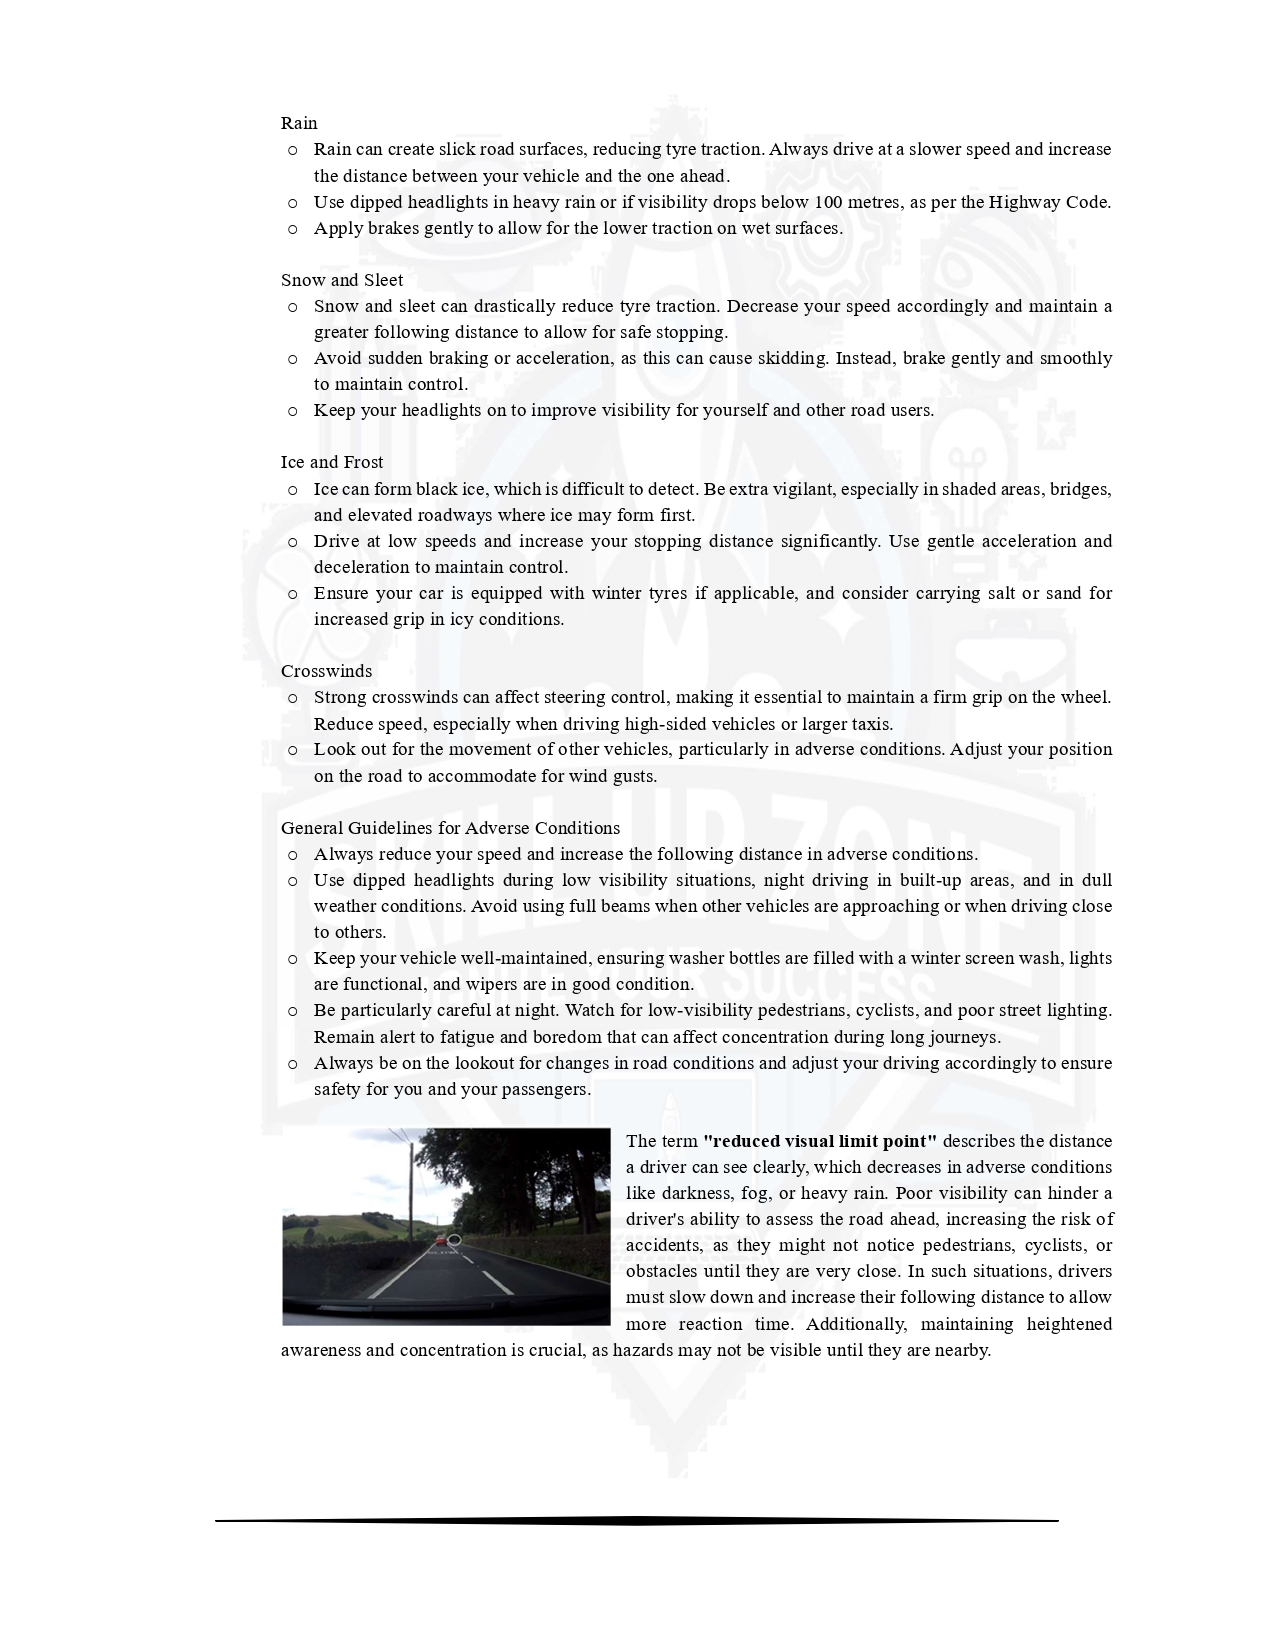 Rain
o Rain can create slick road surfaces, reducing tyre traction. Always drive at a slower speed and increase
the distance between your vehicle and the one ahead.
o Use dipped headlights in heavy rain or if visibility drops below 100 metres, as per the Highway Code.
o Apply brakes gently to allow for the lower traction on wet surfaces.
Snow and Sleet
o Snow and sleet can drastically reduce tyre traction. Decrease your speed accordingly and maintain a
greater following distance to allow for safe stopping.
o Avoid sudden braking or acceleration, as this can cause skidding. Instead, brake gently and smoothly
to maintain control.
o Keep your headlights on to improve visibility for yourself and other road users.
Ice and Frost
o Ice can form black ice, which is difficult to detect. Be extra vigilant, especially in shaded areas, bridges,
and elevated roadways where ice may form first.
o Drive at low speeds and increase your stopping distance significantly. Use gentle acceleration and
deceleration to maintain control.
o Ensure your car is equipped with winter tyres if applicable, and consider carrying salt or sand for
increased grip in icy conditions.
Crosswinds
o Strong crosswinds can affect steering control, making it essential to maintain a firm grip on the wheel.
Reduce speed, especially when driving high-sided vehicles or larger taxis.
o Look out for the movement of other vehicles, particularly in adverse conditions. Adjust your position
on the road to accommodate for wind gusts.
General Guidelines for Adverse Conditions
o Always reduce your speed and increase the following distance in adverse conditions.
o Use dipped headlights during low visibility situations, night driving in built-up areas, and in dull
weather conditions. Avoid using full beams when other vehicles are approaching or when driving close
to others.
o Keep your vehicle well-maintained, ensuring washer bottles are filled with a winter screen wash, lights
are functional, and wipers are in good condition.
o Be particularly careful at night. Watch for low-visibility pedestrians, cyclists, and poor street lighting.
Remain alert to fatigue and boredom that can affect concentration during long journeys.
o Always be on the lookout for changes in road conditions and adjust your driving accordingly to ensure
safety for you and your passengers.
The term "reduced visual limit point" describes the distance
a driver can see clearly, which decreases in adverse conditions
like darkness, fog, or heavy rain. Poor visibility can hinder a
driver's ability to assess the road ahead, increasing the risk of
accidents, as they might not notice pedestrians, cyclists, or
obstacles until they are very close. In such situations, drivers
must slow down and increase their following distance to allow
more reaction time. Additionally, maintaining heightened
awareness and concentration is crucial, as hazards may not be visible until they are nearby.
SKILL UP ZONE
IGNITE YOUR SUCCESS